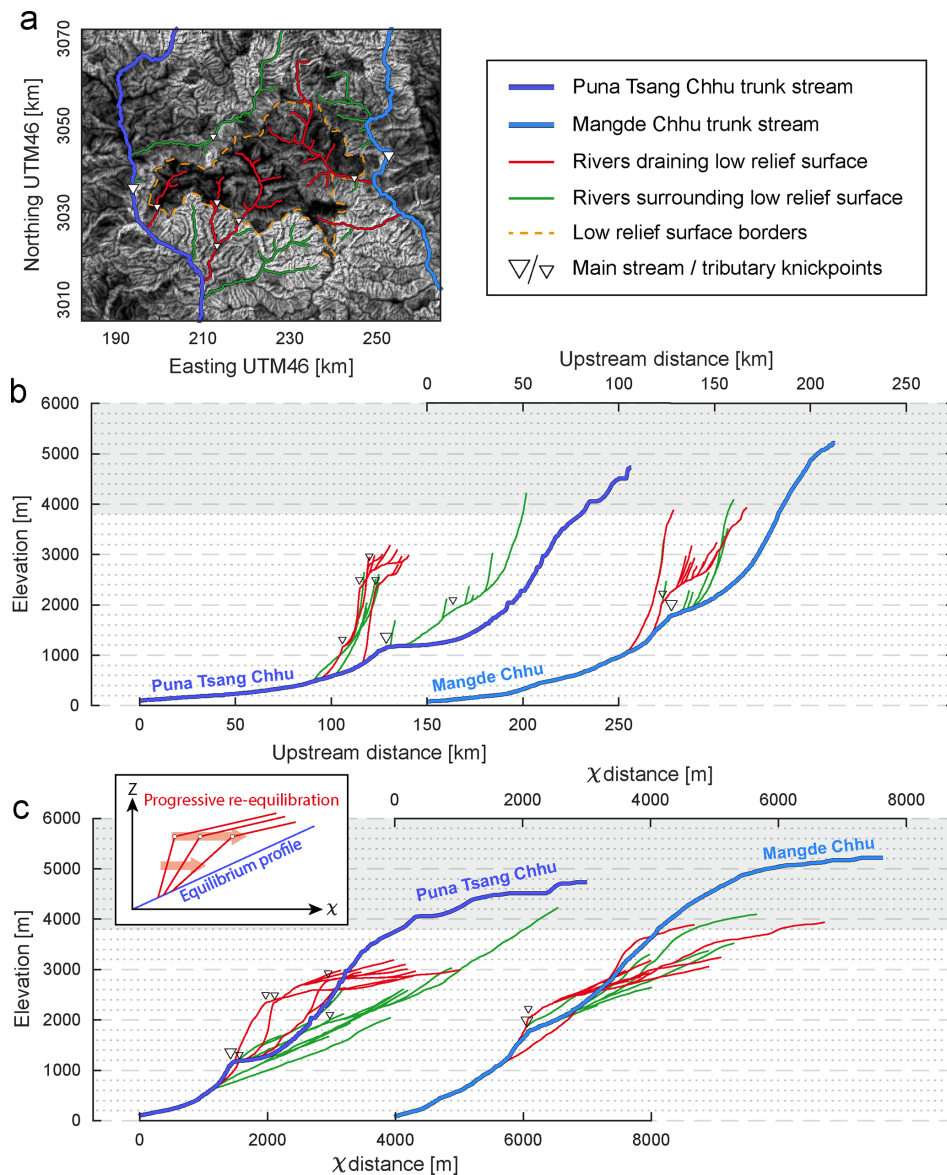 a
Northing UTM46 [km]
3070
3050
3030
3010
190
210
230
250
Easting UTM46 [km]
Puna Tsang Chhu trunk stream
Mangde Chhu trunk stream
Rivers draining low relief surface
Rivers surrounding low relief surface
Low relief surface borders
Main stream / tributary knickpoints
b
Upstream distance [km]
0 50 100 150 200 250
Elevation [m]
6000
5000
4000
3000
2000
1000
0
Puna Tsang Chhu
Mangde Chhu
0 50 100 150 200 250
Upstream distance [km]
c
χ distance [m]
0 2000 4000 6000 8000
Z
Progressive re-equilibration
Equilibrium profile
χ
Elevation [m]
6000
5000
4000
3000
2000
1000
0
Puna Tsang Chhu
Mangde Chhu
0 2000 4000 6000 8000
χ distance [m]